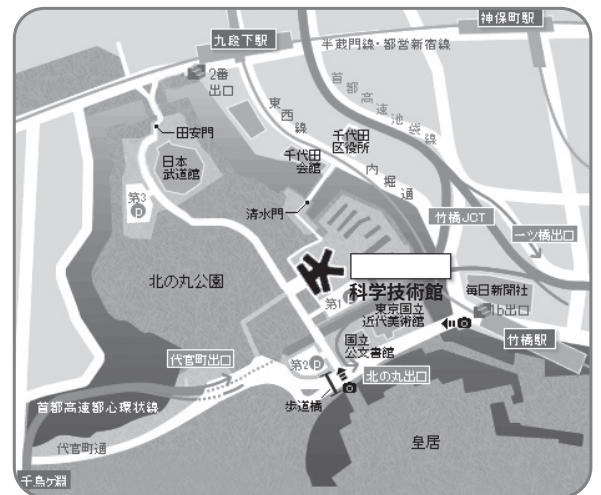 神保町駅
九段下駅
半蔵門線・都営新宿線
2番
出口
首都高速池袋線
東西線
田安門
千代田
区役所
日本
武道館
千代田
会館
内堀通
第3
P
清水門
竹橋JCT
一ツ橋出口
北の丸公園
科学技術館
第1
毎日新聞社
東京国立
近代美術館
1b出口
国立
公文書館
竹橋駅
代官町出口
第2 P
北の丸出口
首都高速都心環状線
歩道橋
代官町通
皇居
千鳥ヶ淵